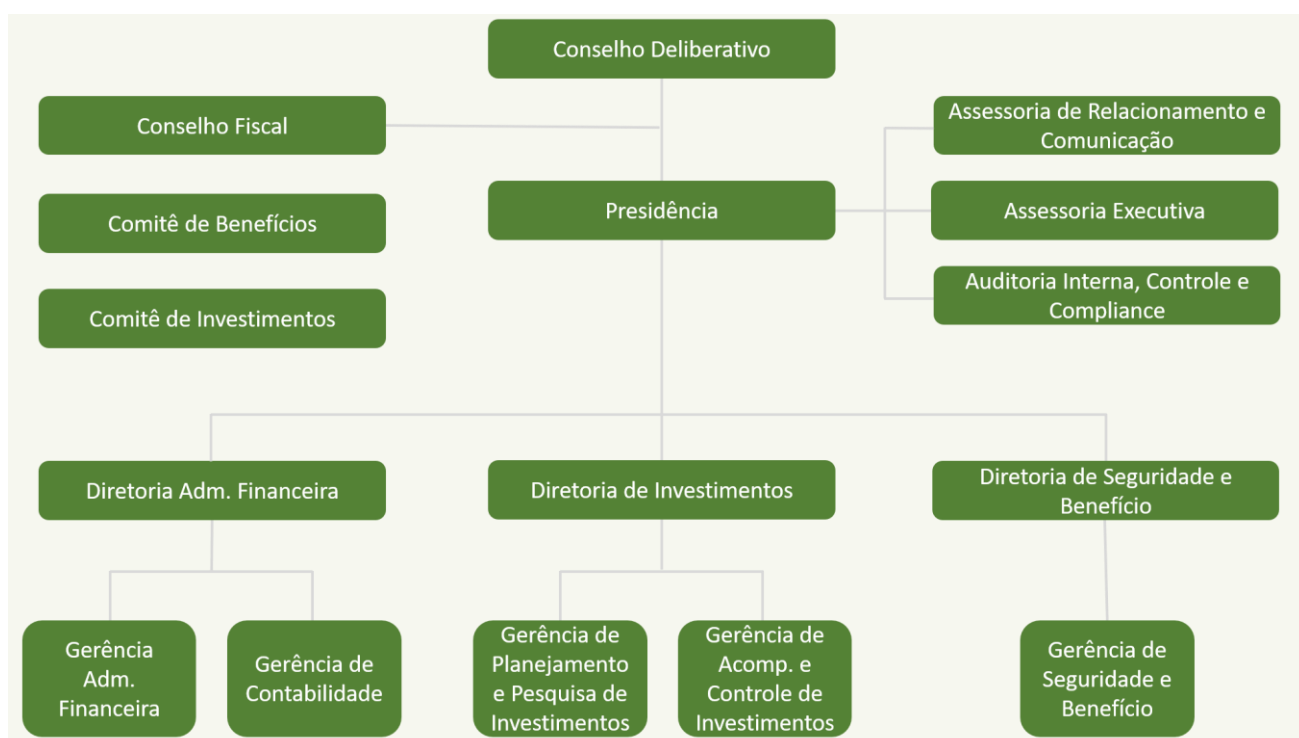 Conselho Deliberativo
Conselho Fiscal
Assessoria de Relacionamento e
Comunicação
Comitê de Benefícios
Presidência
Assessoria Executiva
Comitê de Investimentos
Auditoria Interna, Controle e
Compliance
Diretoria Adm. Financeira
Diretoria de Investimentos
Diretoria de Seguridade e
Benefício
Gerência
Adm.
Financeira
Gerência de
Contabilidade
Gerência de
Planejamento
e Pesquisa de
Investimentos
Gerência de
Acomp. e
Controle de
Investimentos
Gerência de
Seguridade e
Benefício